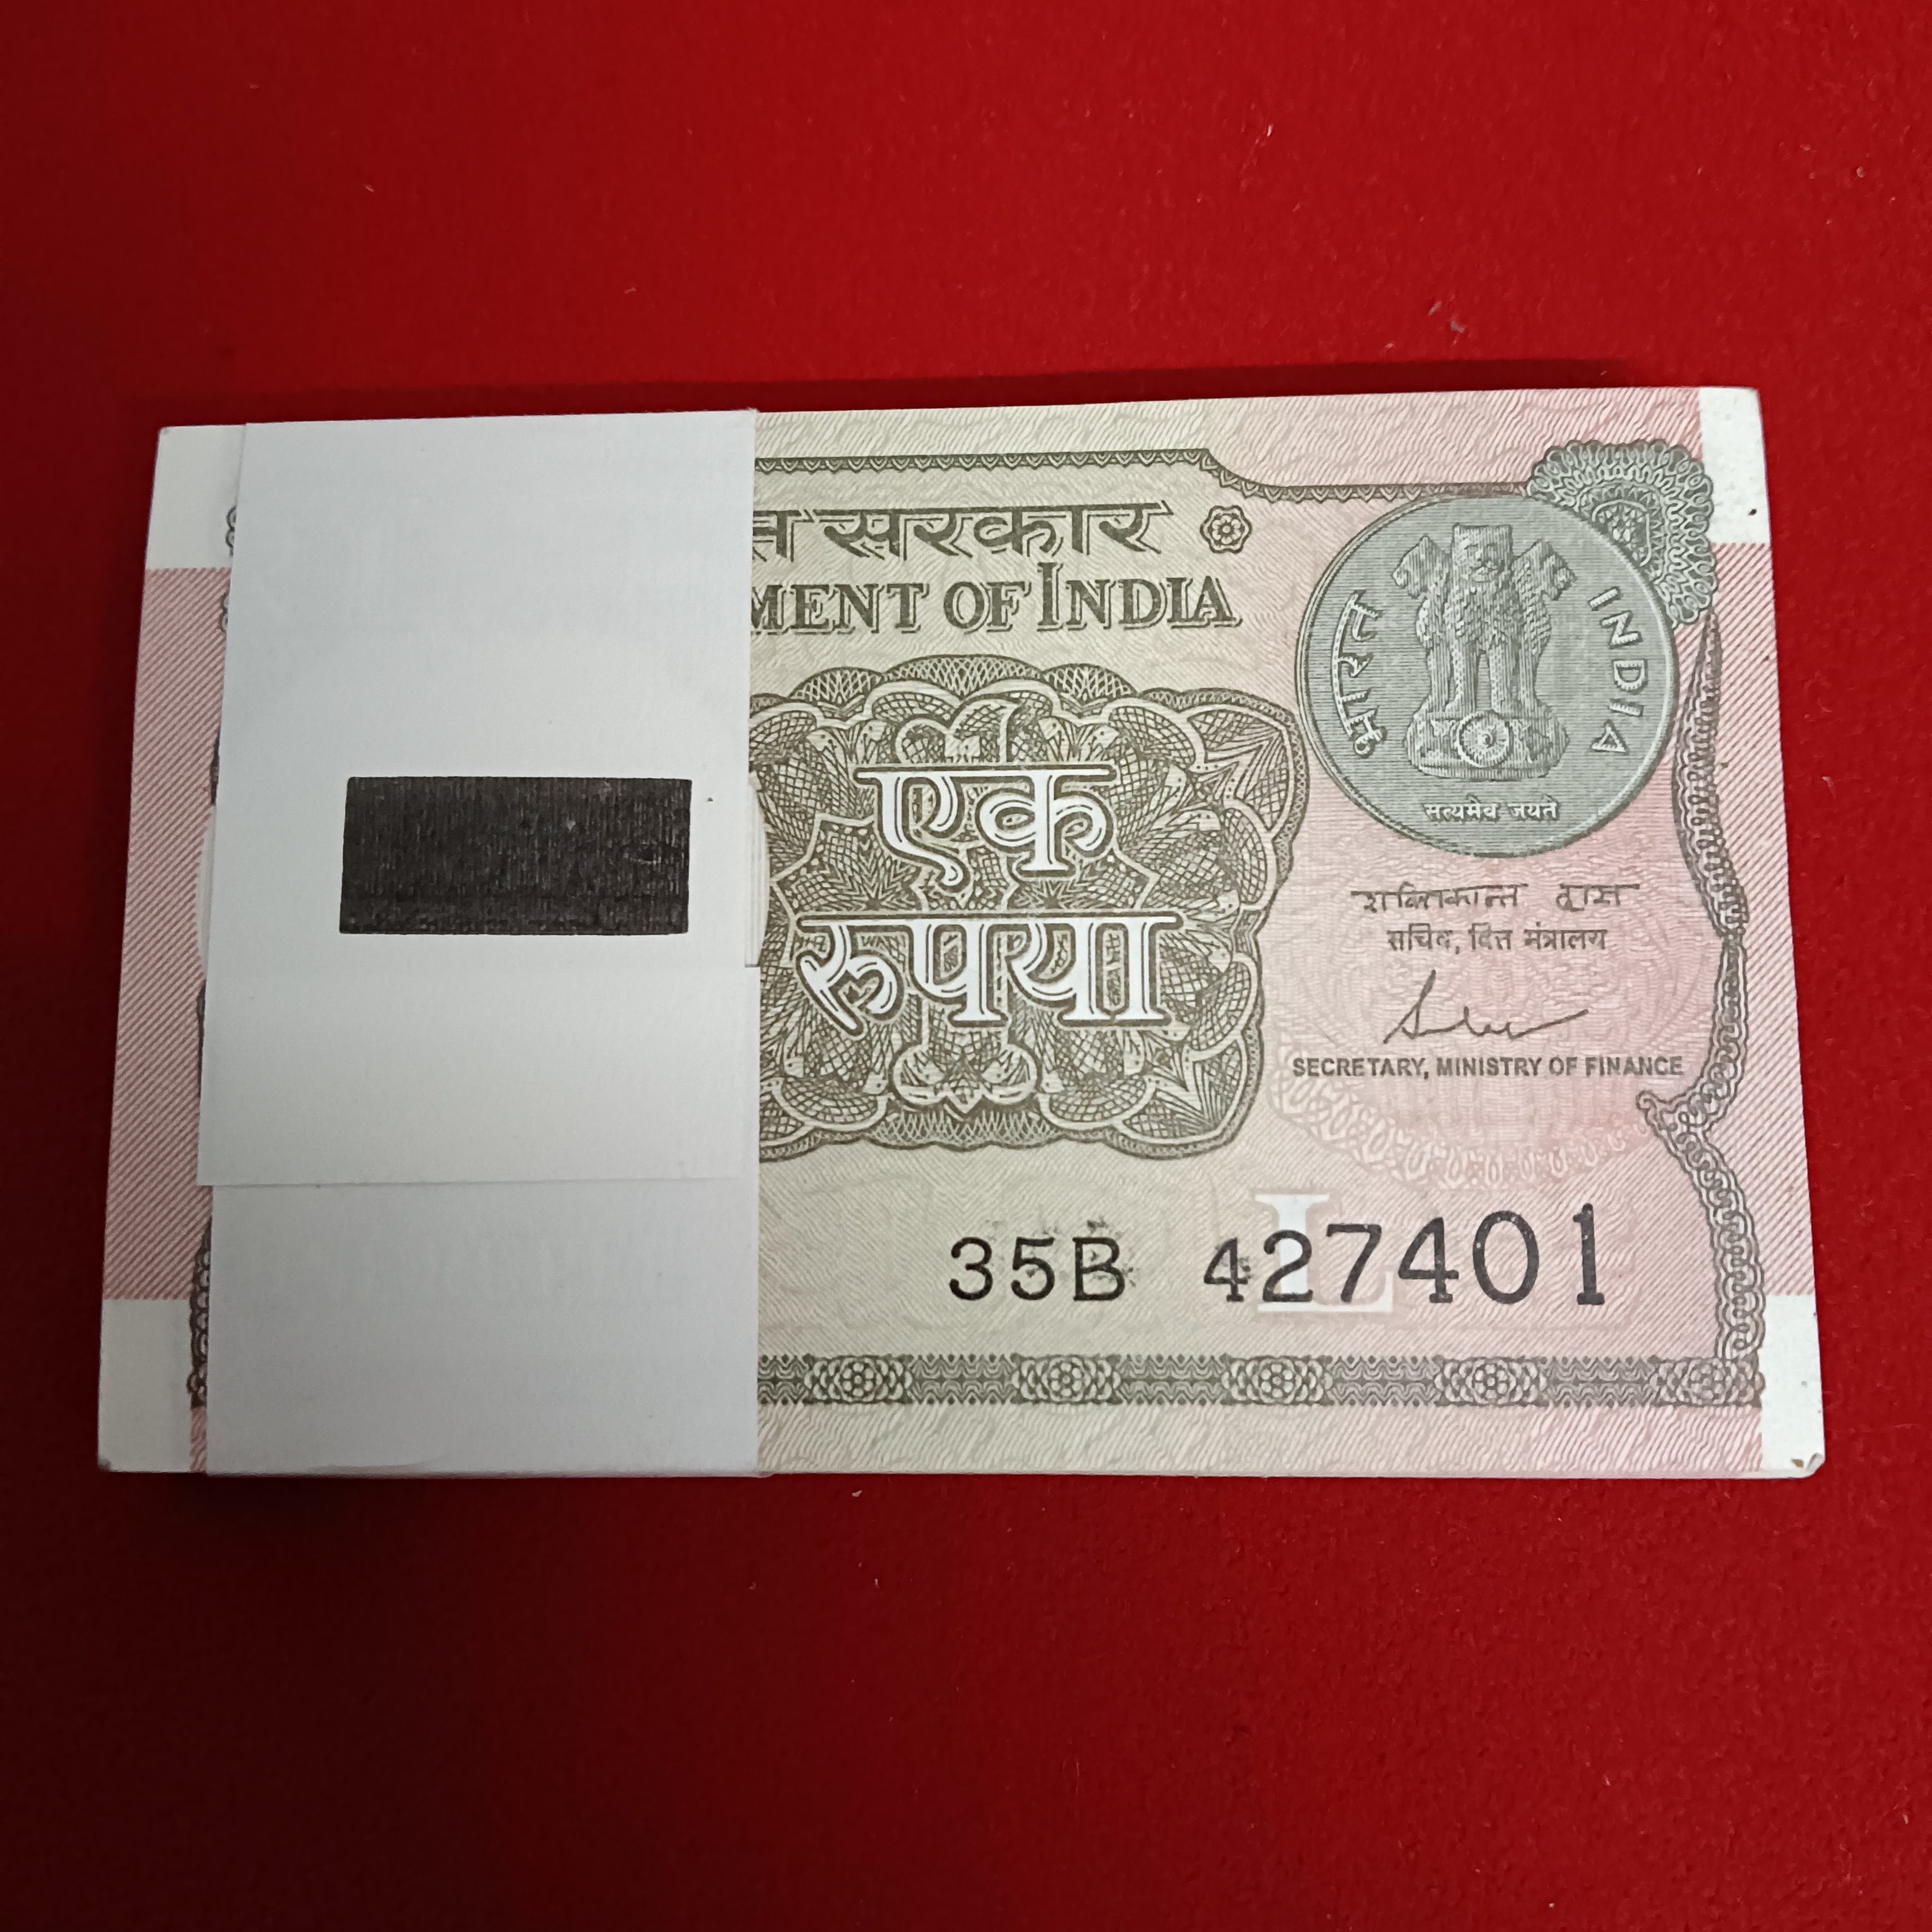 त सरकार
MENT OF INDIA
भारत
INDIA
सत्यमेव जयते
एक
रुपया
शक्तिकान्त दास
सचिव, वित्त मंत्रालय
SECRETARY, MINISTRY OF FINANCE
L
35B 427401